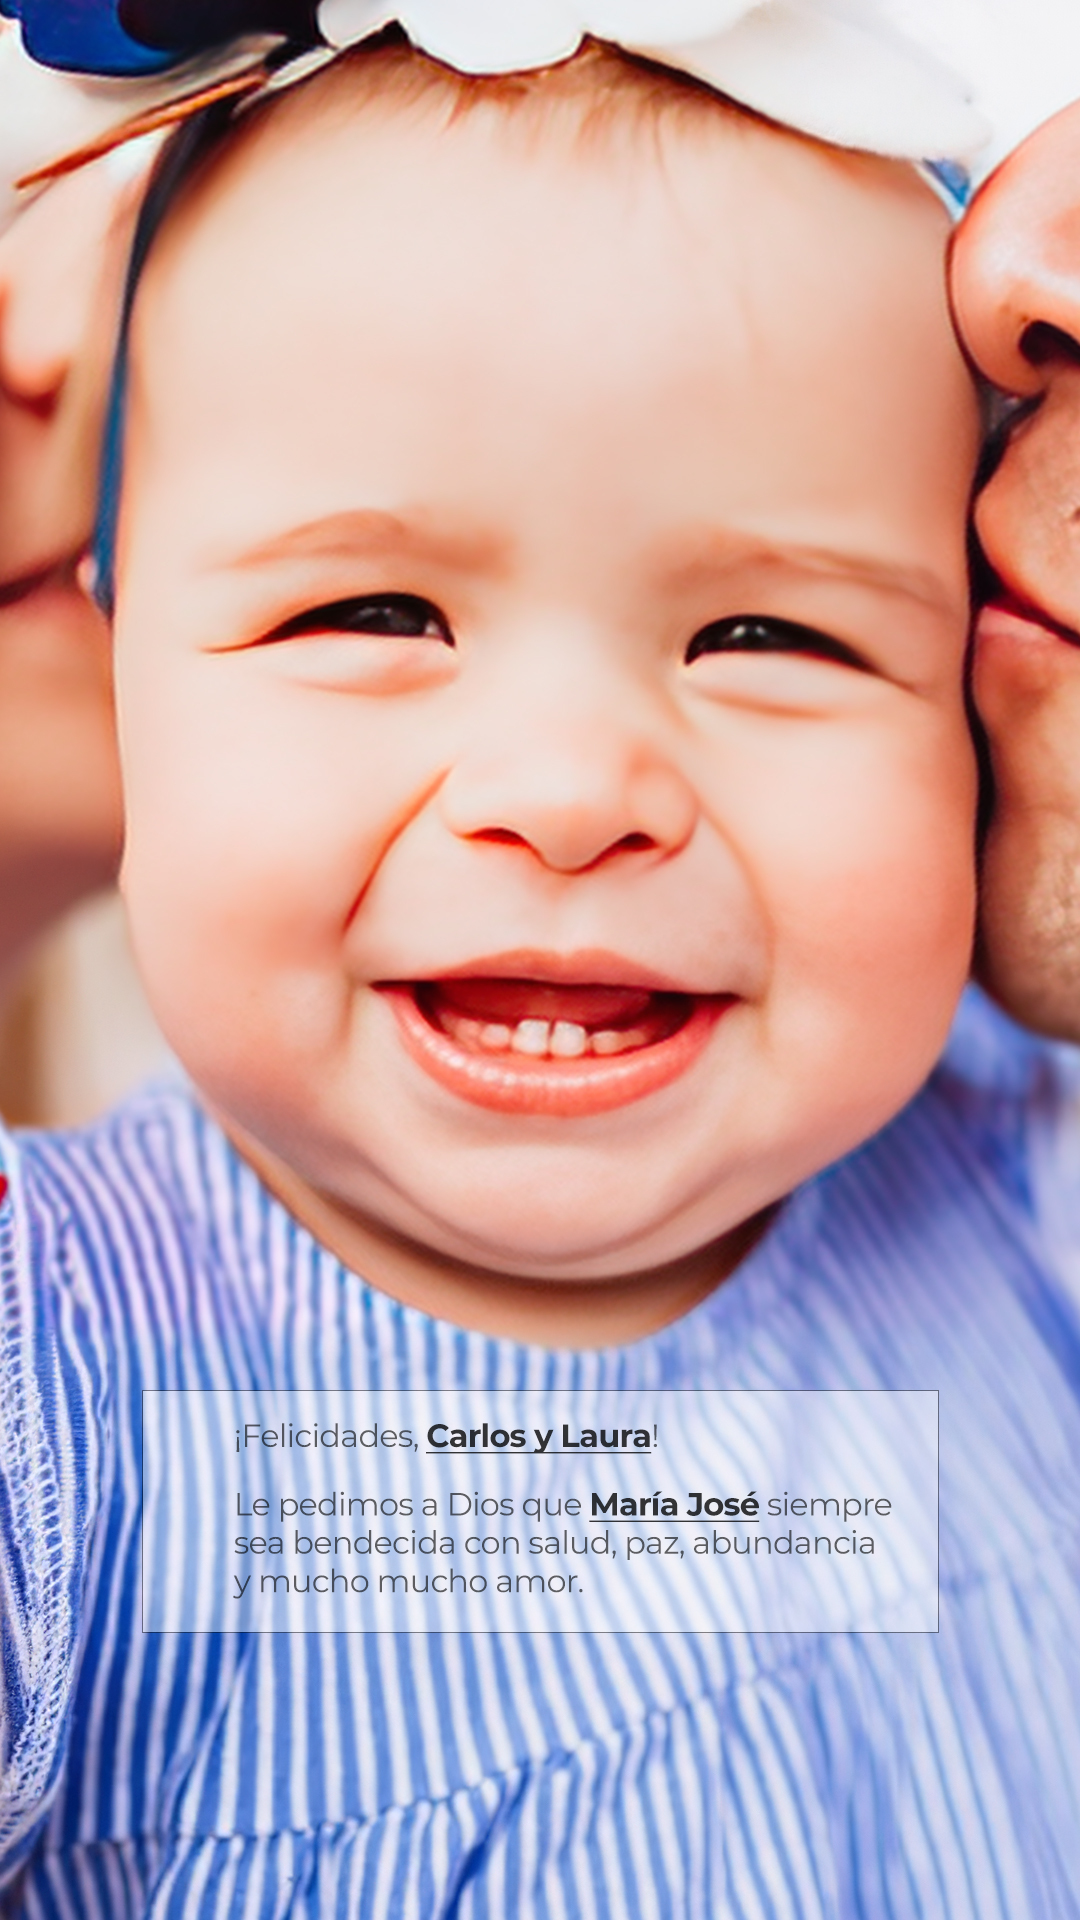 ¡Felicidades, Carlos y Laura!
Le pedimos a Dios que María José siempre
sea bendecida con salud, paz, abundancia
y mucho mucho amor.